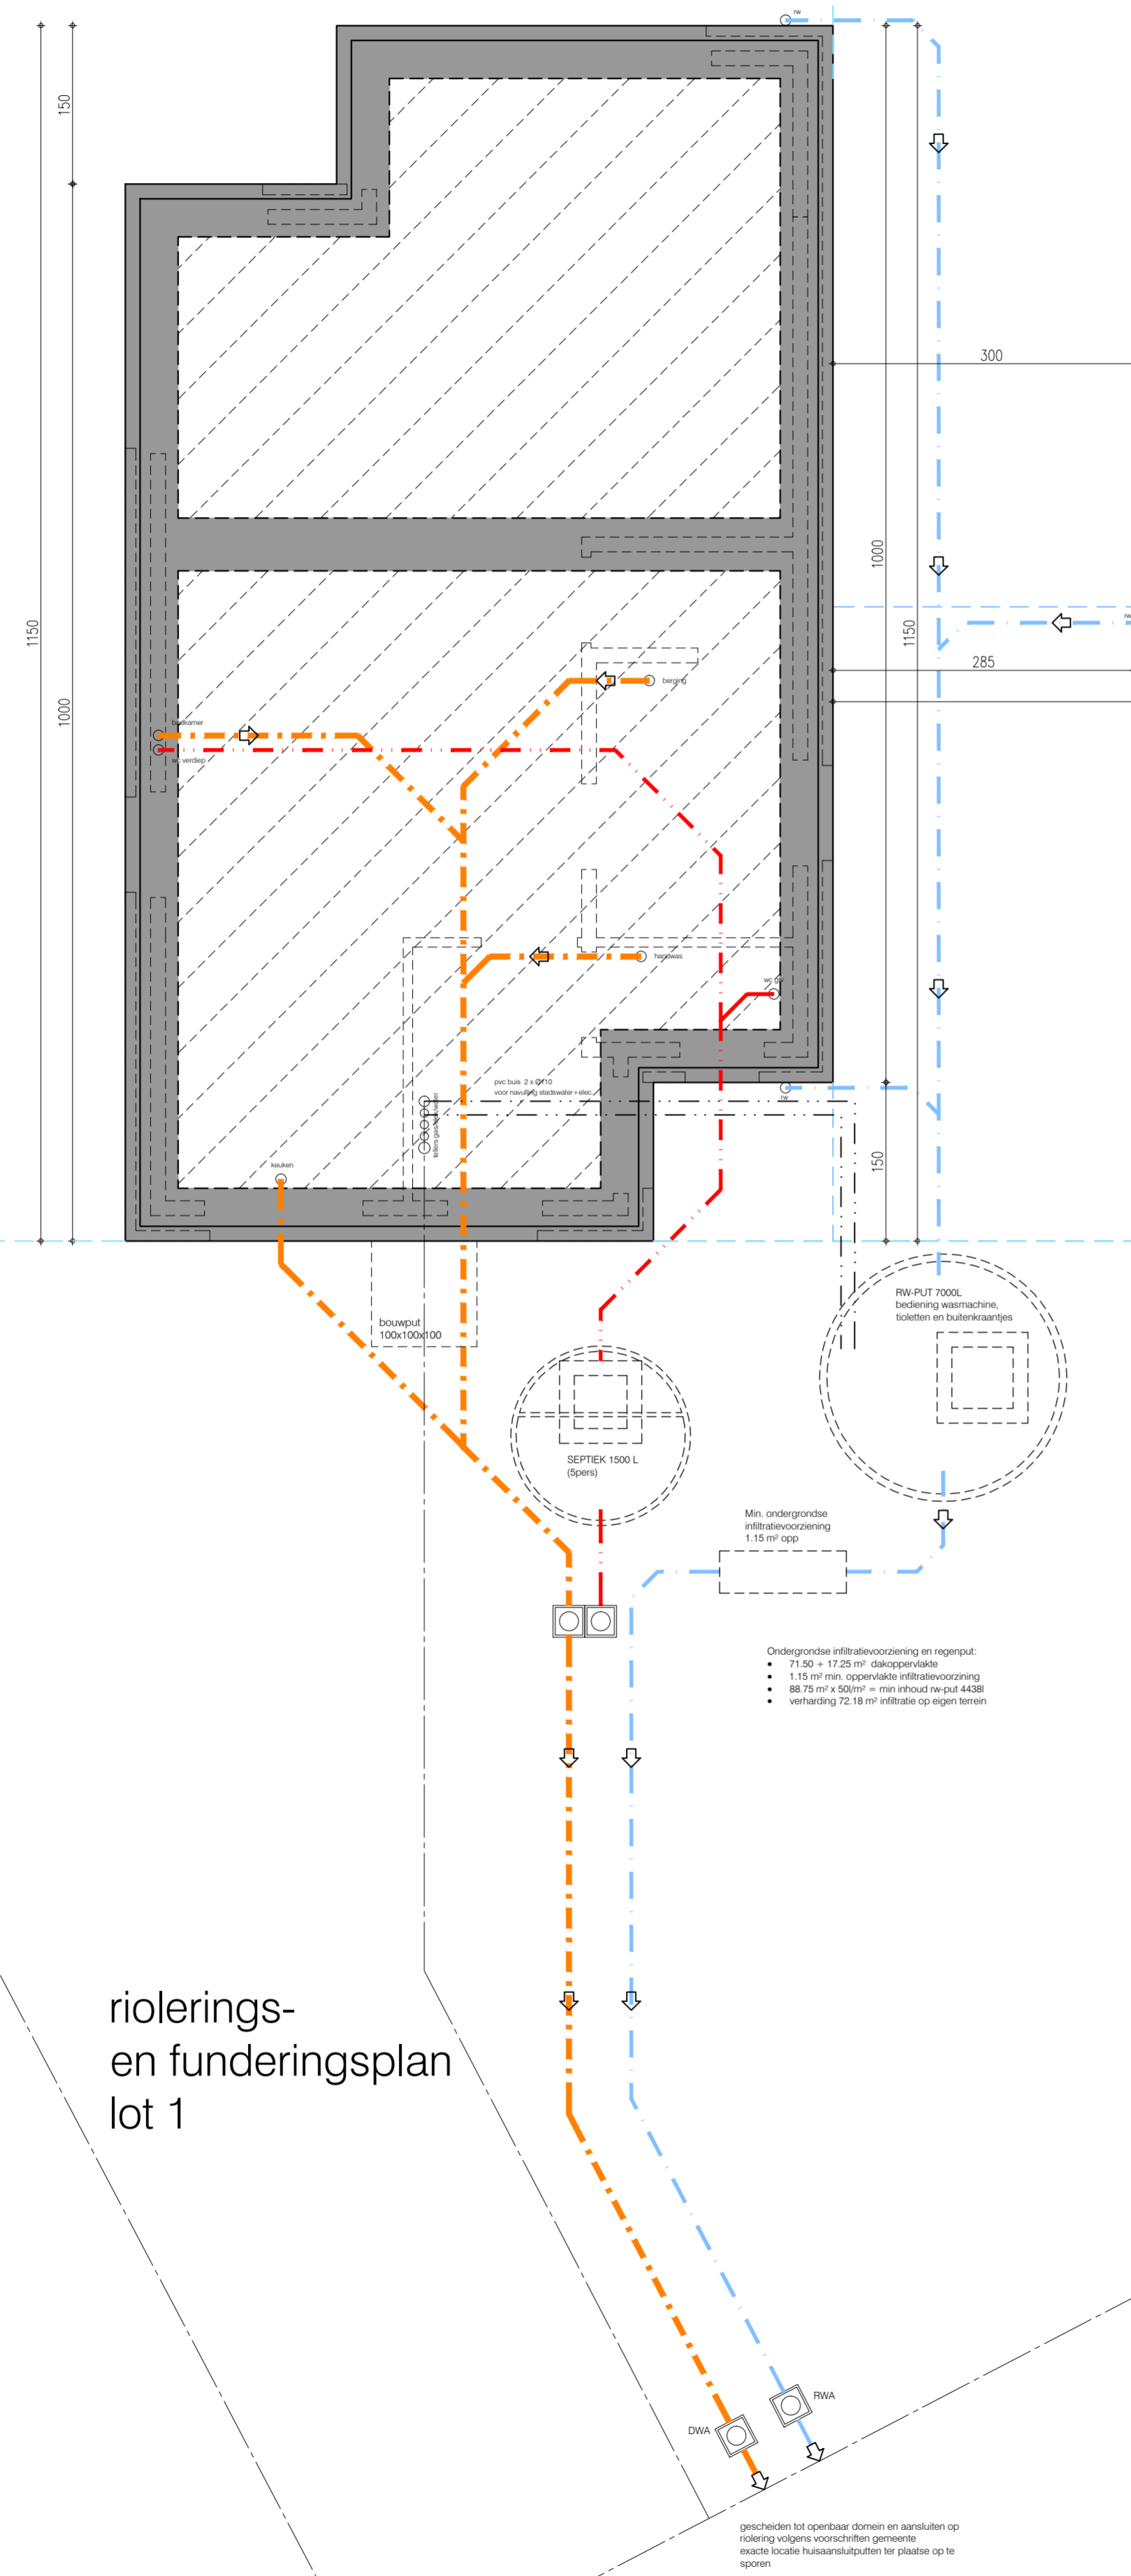 rw
150
300
1000
1150
rw
285
1150
1000
berging
badkamer
wc verdiep
handwas
wc gv
pvc buis 2 x Ø110
voor navulling stadswater+elec.
rw
150
keuken
RW-PUT 7000L
bediening wasmachine,
tioletten en buitenkraantjes
bouwput
100x100x100
SEPTIEK 1500 L
(5pers)
Min. ondergrondse
infiltratievoorziening
1.15 m² opp
Ondergrondse infiltratievoorziening en regenput:
• 71.50 + 17.25 m² dakoppervlakte
• 1.15 m² min. oppervlakte infiltratievoorzining
• 88.75 m² x 50l/m² = min inhoud rw-put 4438l
• verharding 72.18 m² infiltratie op eigen terrein
riolerings-
en funderingsplan
lot 1
RWA
DWA
gescheiden tot openbaar domein en aansluiten op
riolering volgens voorschriften gemeente
exacte locatie huisaansluitputten ter plaatse op te
sporen